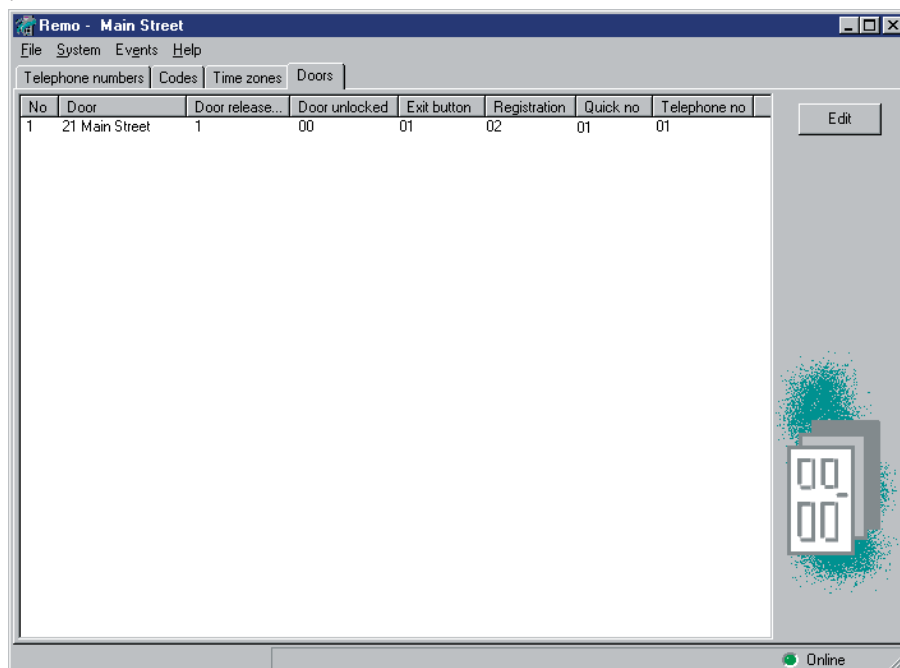 Remo - Main Street
File System Events Help
Telephone numbers Codes Time zones Doors
No Door Door release... Door unlocked Exit button Registration Quick no Telephone no
1 21 Main Street 1 00 01 02 01 01
Edit
Online